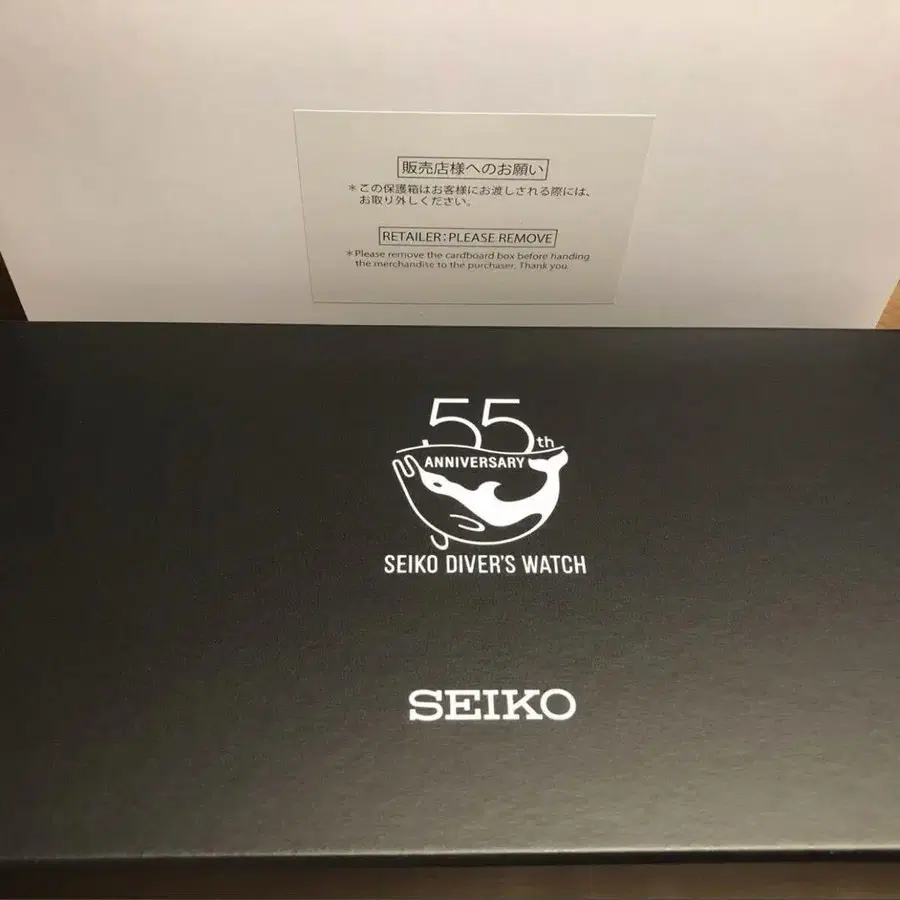 販売店様へのお願い
＊この保護箱はお客様にお渡しされる際には、
お取り外しください。
RETAILER:PLEASE REMOVE
＊Please remove the cardboard box before handing
the merchandise to the purchaser. Thank you.
55th
ANNIVERSARY
SEIKO DIVER'S WATCH
SEIKO